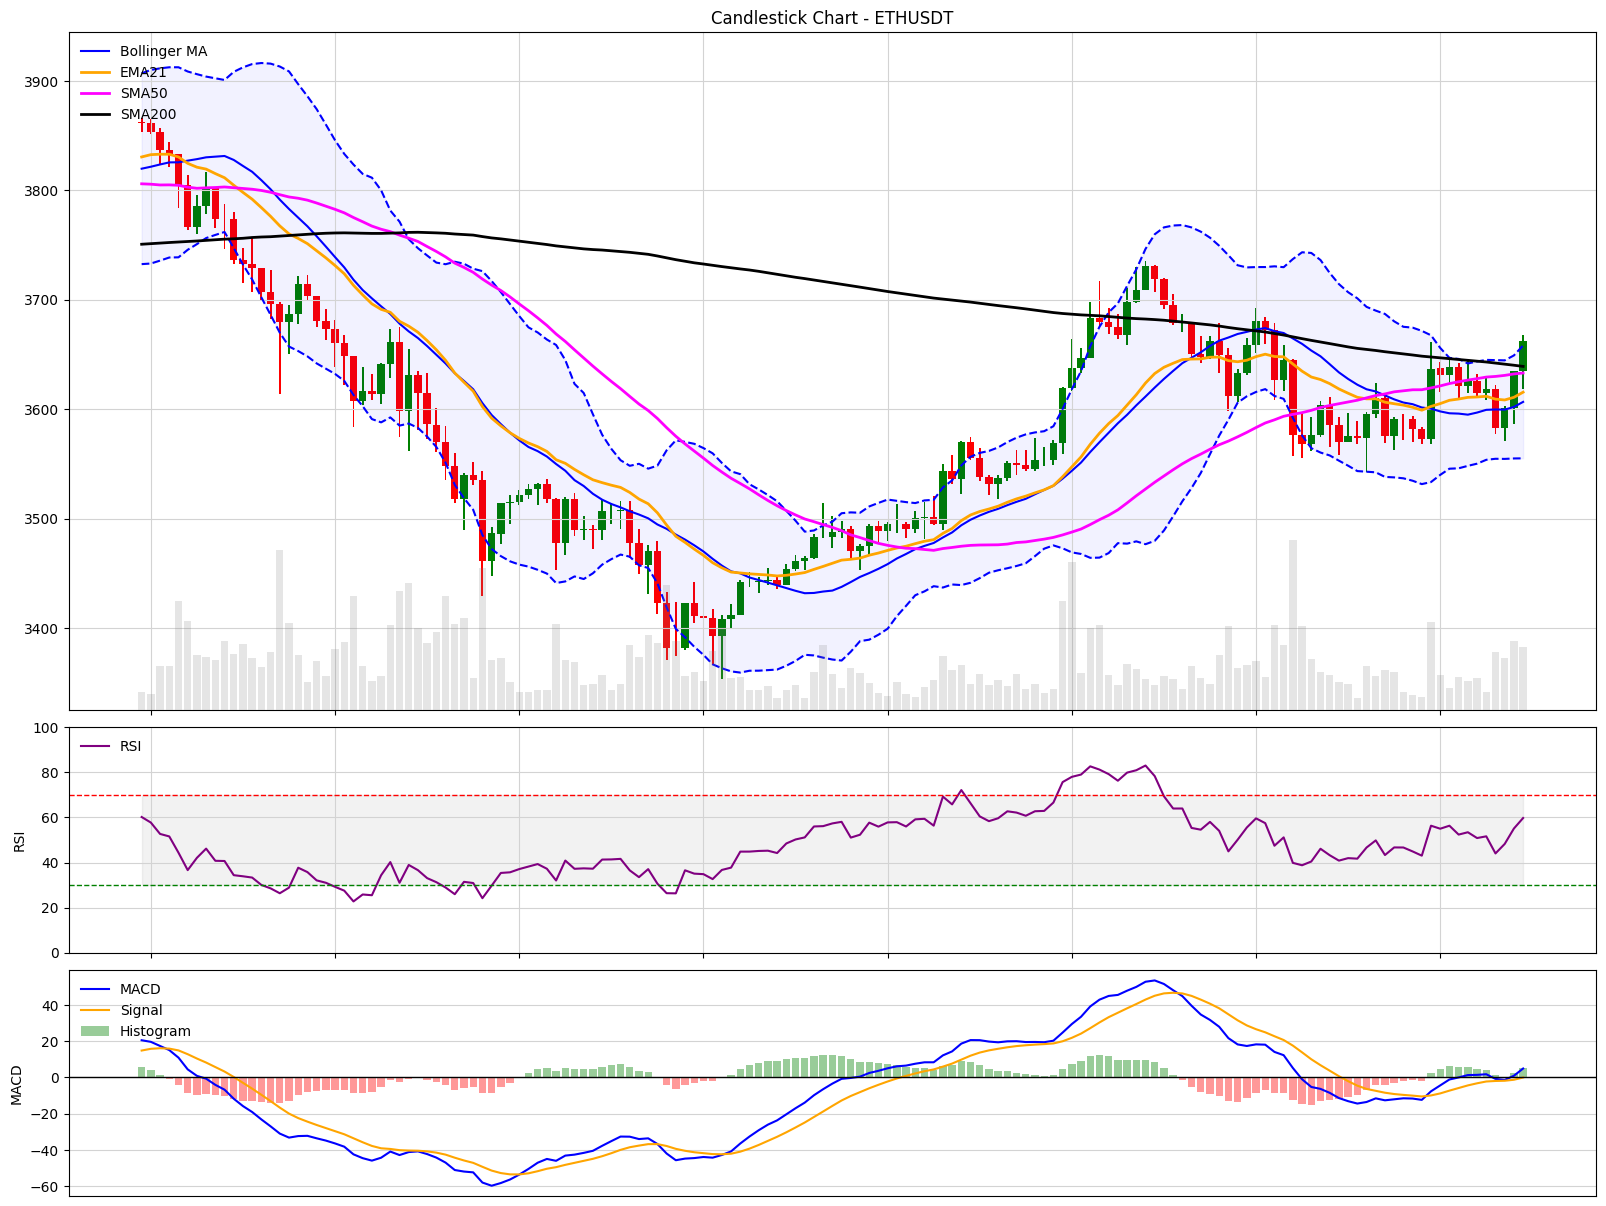 Candlestick Chart - ETHUSDT
Bollinger MA
EMA21
SMA50
SMA200
3900
3800
3700
3600
3500
3400
RSI
100
80
60
40
20
0
RSI
MACD
Signal
Histogram
40
20
0
−20
−40
−60
MACD